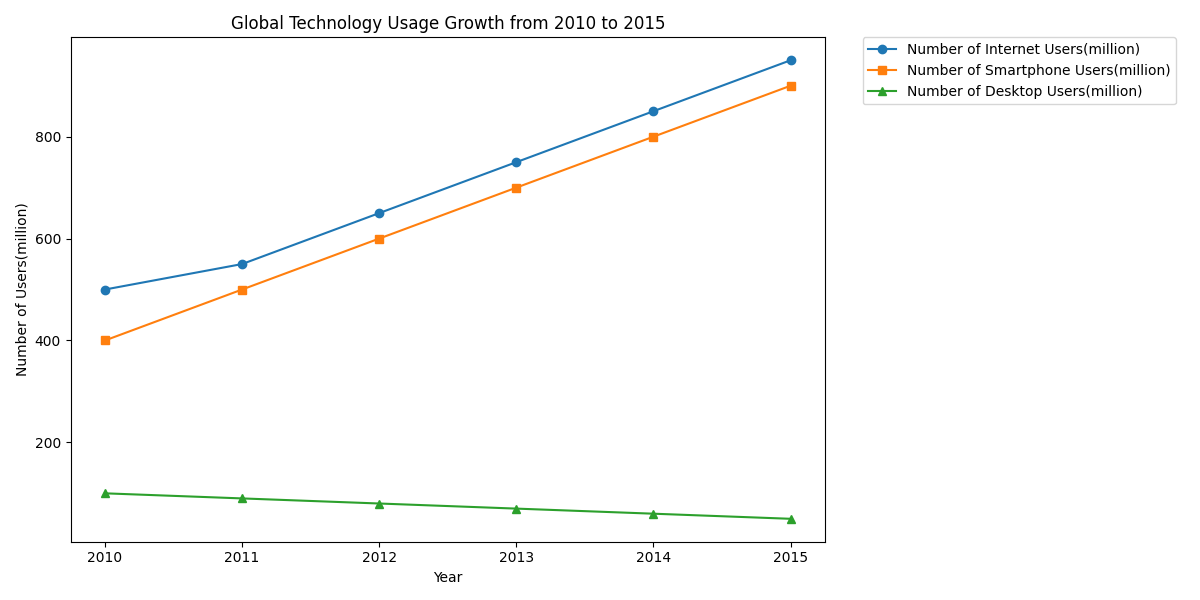 Global Technology Usage Growth from 2010 to 2015
Number of Internet Users(million)
Number of Smartphone Users(million)
Number of Desktop Users(million)
Number of Users(million)
800
600
400
200
2010 2011 2012 2013 2014 2015
Year